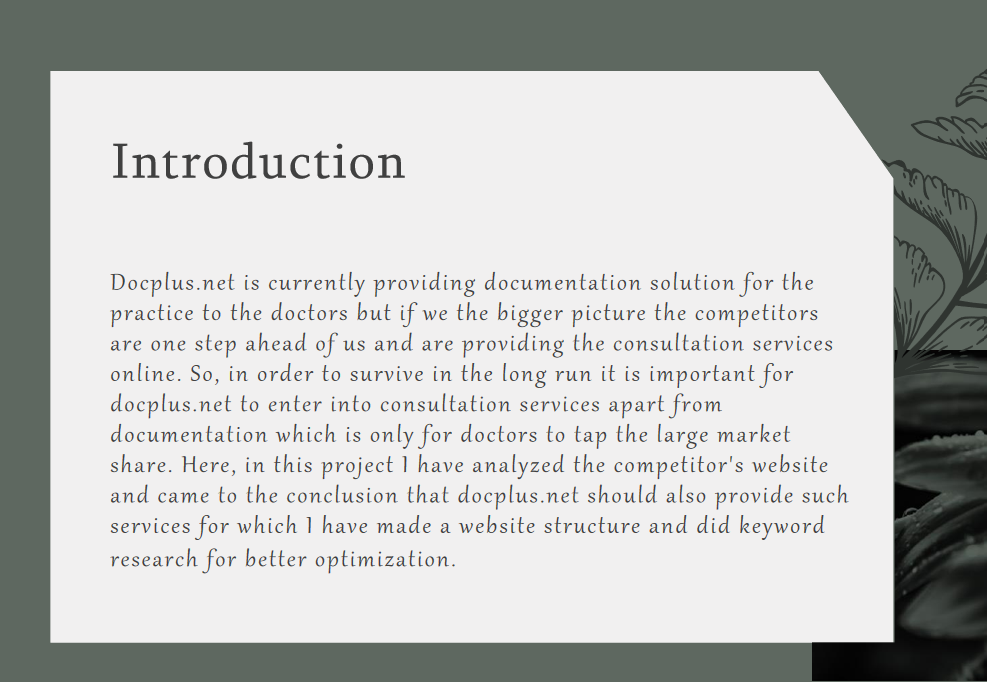 Introduction
Docplus.net is currently providing documentation solution for the
practice to the doctors but if we the bigger picture the competitors
are one step ahead of us and are providing the consultation services
online. So, in order to survive in the long run it is important for
docplus.net to enter into consultation services apart from
documentation which is only for doctors to tap the large market
share. Here, in this project I have analyzed the competitor's website
and came to the conclusion that docplus.net should also provide such
services for which I have made a website structure and did keyword
research for better optimization.